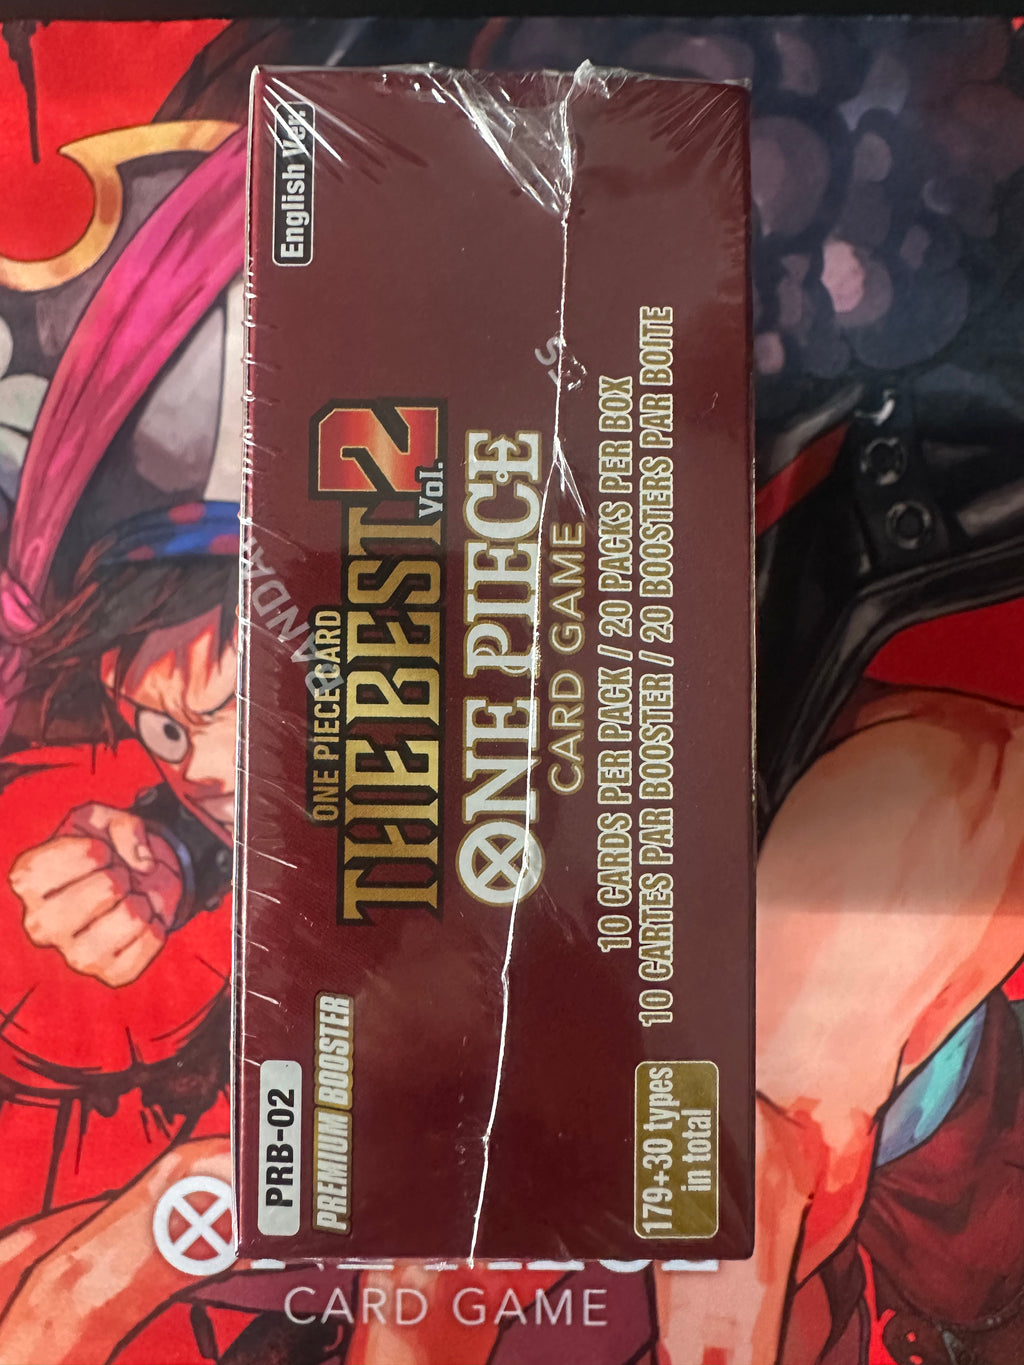 English Ver.
ONE PIECE CARD
THE BEST
Vol. 2
ONE PIECE
CARD GAME
10 CARDS PER PACK / 20 PACKS PER BOX
10 CARTES PAR BOOSTER / 20 BOOSTERS PAR BOITE
PRB-02
PREMIUM BOOSTER
179+30 types
in total
BANDAI
CARD GAME